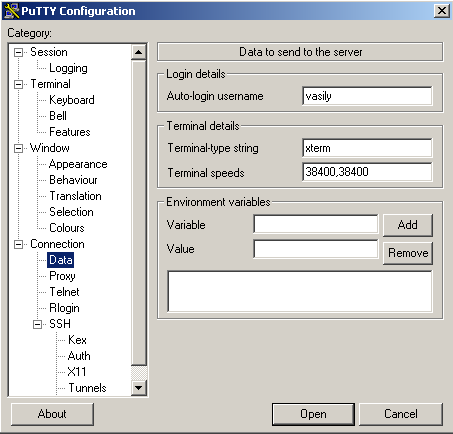 PuTTY Configuration
Category:
Session
Logging
Terminal
Keyboard
Bell
Features
Window
Appearance
Behaviour
Translation
Selection
Colours
Connection
Data
Proxy
Telnet
Rlogin
SSH
Kex
Auth
X11
Tunnels
Data to send to the server
Login details
Auto-login username vasily
Terminal details
Terminal-type string xterm
Terminal speeds 38400,38400
Environment variables
Variable Add
Value Remove
About Open Cancel